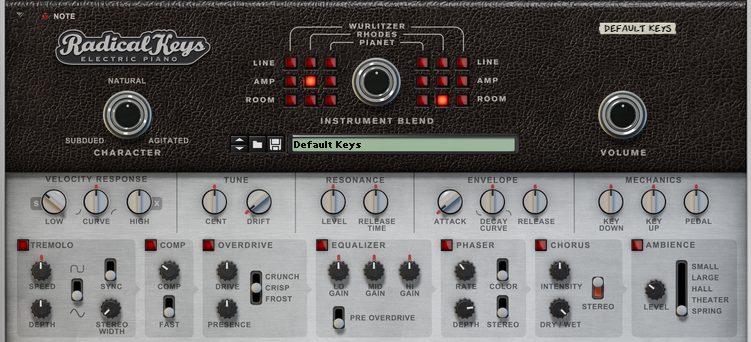 NOTE
WURLITZER
RHODES
PIANET
DEFAULT KEYS
RadicalKeys
ELECTRIC PIANO
LINE LINE
AMP AMP
ROOM ROOM
NATURAL
SUBDUED AGITATED
CHARACTER
INSTRUMENT BLEND
VOLUME
Default Keys
VELOCITY RESPONSE TUNE RESONANCE ENVELOPE MECHANICS
S X
LOW CURVE HIGH CENT DRIFT LEVEL RELEASE TIME ATTACK DECAY CURVE RELEASE KEY DOWN KEY UP PEDAL
TREMOLO COMP OVERDRIVE EQUALIZER PHASER CHORUS AMBIENCE
SPEED SYNC COMP DRIVE CRUNCH CRISP FROST LO GAIN MID GAIN HI GAIN RATE COLOR INTENSITY STEREO SMALL LARGE HALL THEATER SPRING
DEPTH STEREO WIDTH FAST PRESENCE PRE OVERDRIVE DEPTH STEREO DRY / WET LEVEL